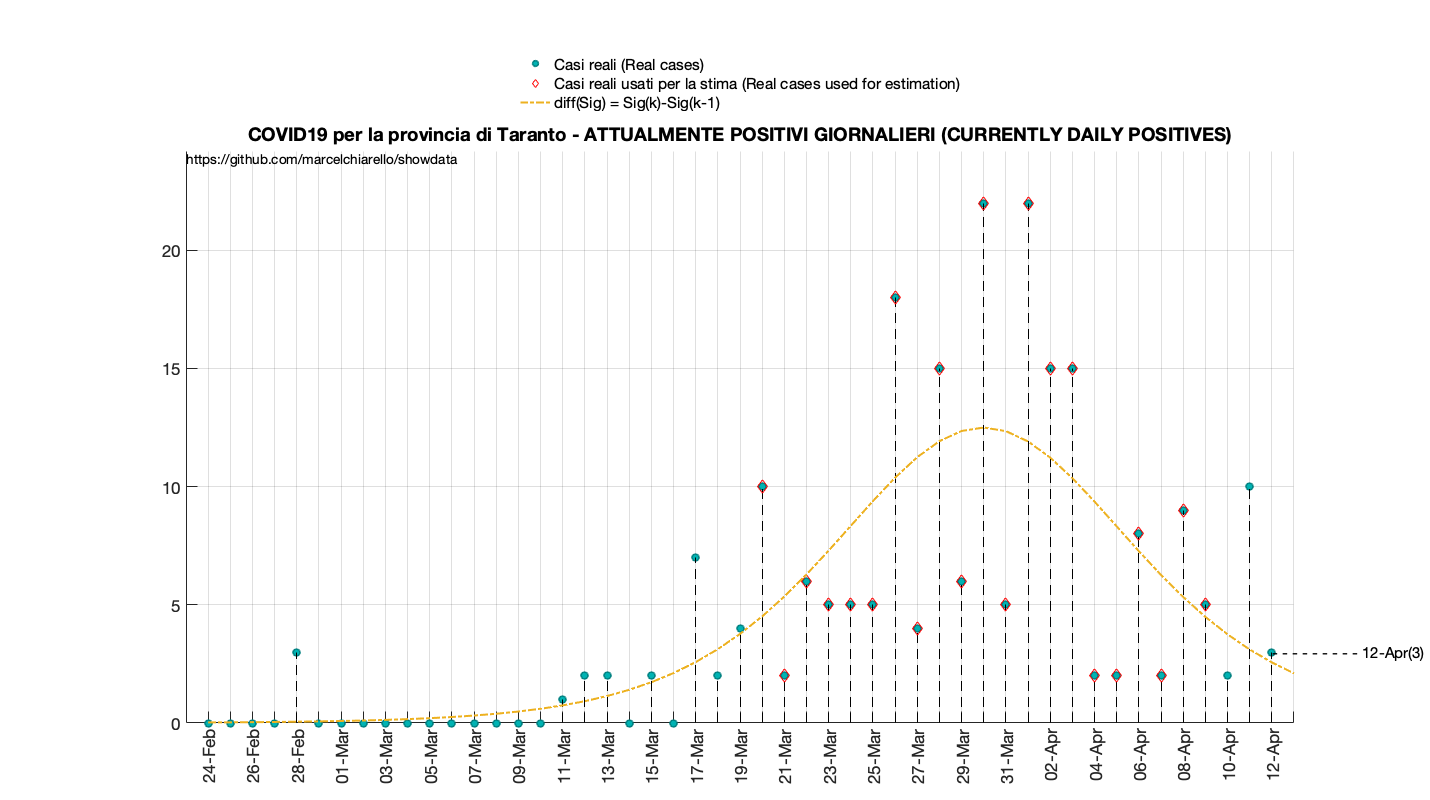 Casi reali (Real cases)
Casi reali usati per la stima (Real cases used for estimation)
diff(Sig) = Sig(k)-Sig(k-1)
COVID19 per la provincia di Taranto - ATTUALMENTE POSITIVI GIORNALIERI (CURRENTLY DAILY POSITIVES)
https://github.com/marcelchiarello/showdata
20
15
10
5
0
12-Apr(3)
24-Feb
26-Feb
28-Feb
01-Mar
03-Mar
05-Mar
07-Mar
09-Mar
11-Mar
13-Mar
15-Mar
17-Mar
19-Mar
21-Mar
23-Mar
25-Mar
27-Mar
29-Mar
31-Mar
02-Apr
04-Apr
06-Apr
08-Apr
10-Apr
12-Apr